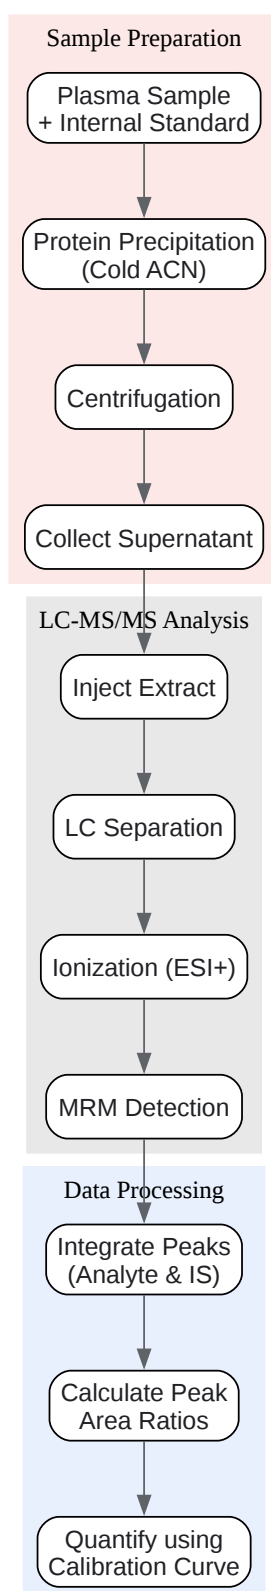 Sample Preparation
Plasma Sample
+ Internal Standard
Protein Precipitation
(Cold ACN)
Centrifugation
Collect Supernatant
LC-MS/MS Analysis
Inject Extract
LC Separation
Ionization (ESI+)
MRM Detection
Data Processing
Integrate Peaks
(Analyte & IS)
Calculate Peak
Area Ratios
Quantify using
Calibration Curve